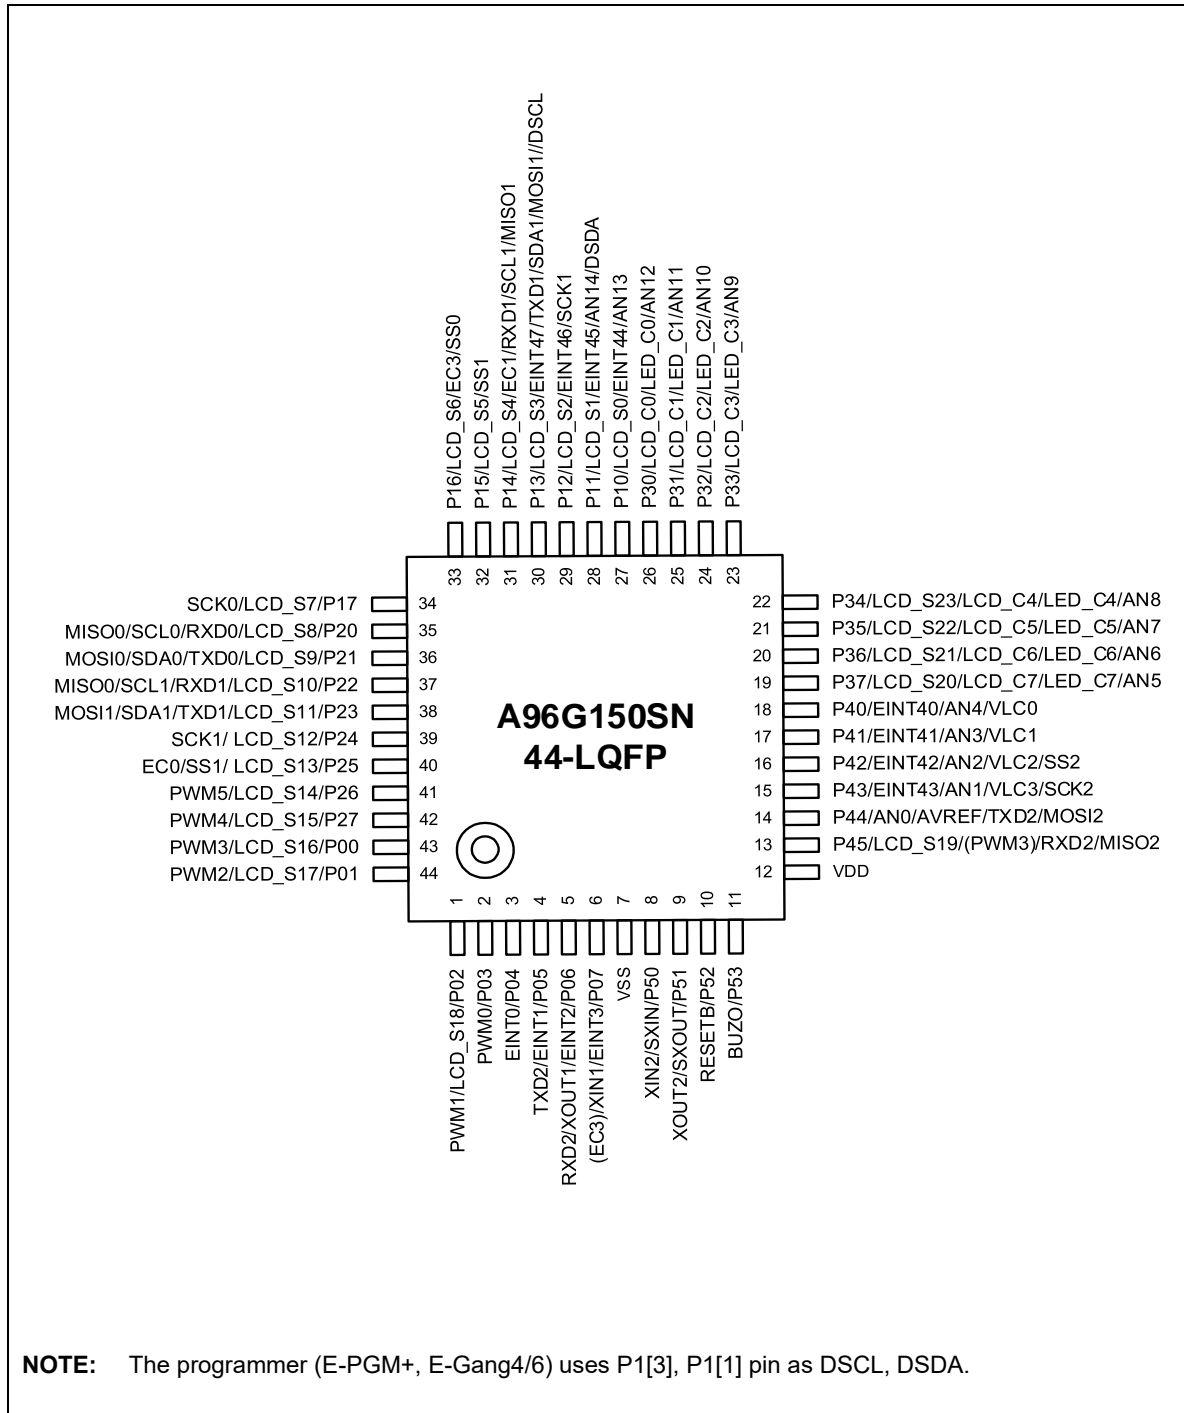 P16/LCD_S6/EC3/SS0
P15/LCD_S5/SS1
P14/LCD_S4/EC1/RXD1/SCL1/MISO1
P13/LCD_S3/EINT47/TXD1/SDA1/MOSI1//DSCL
P12/LCD_S2/EINT46/SCK1
P11/LCD_S1/EINT45/AN14/DSDA
P10/LCD_S0/EINT44/AN13
P30/LCD_C0/LED_C0/AN12
P31/LCD_C1/LED_C1/AN11
P32/LCD_C2/LED_C2/AN10
P33/LCD_C3/LED_C3/AN9
33 32 31 30 29 28 27 26 25 24 23
SCK0/LCD_S7/P17 34
MISO0/SCL0/RXD0/LCD_S8/P20 35
MOSI0/SDA0/TXD0/LCD_S9/P21 36
MISO0/SCL1/RXD1/LCD_S10/P22 37
MOSI1/SDA1/TXD1/LCD_S11/P23 38
SCK1/ LCD_S12/P24 39
EC0/SS1/ LCD_S13/P25 40
PWM5/LCD_S14/P26 41
PWM4/LCD_S15/P27 42
PWM3/LCD_S16/P00 43
PWM2/LCD_S17/P01 44
A96G150SN
44-LQFP
22 P34/LCD_S23/LCD_C4/LED_C4/AN8
21 P35/LCD_S22/LCD_C5/LED_C5/AN7
20 P36/LCD_S21/LCD_C6/LED_C6/AN6
19 P37/LCD_S20/LCD_C7/LED_C7/AN5
18 P40/EINT40/AN4/VLC0
17 P41/EINT41/AN3/VLC1
16 P42/EINT42/AN2/VLC2/SS2
15 P43/EINT43/AN1/VLC3/SCK2
14 P44/AN0/AVREF/TXD2/MOSI2
13 P45/LCD_S19/(PWM3)/RXD2/MISO2
12 VDD
1 2 3 4 5 6 7 8 9 10 11
PWM1/LCD_S18/P02
PWM0/P03
EINT0/P04
TXD2/EINT1/P05
RXD2/XOUT1/EINT2/P06
(EC3)/XIN1/EINT3/P07
VSS
XIN2/SXIN/P50
XOUT2/SXOUT/P51
RESETB/P52
BUZO/P53
NOTE: The programmer (E-PGM+, E-Gang4/6) uses P1[3], P1[1] pin as DSCL, DSDA.